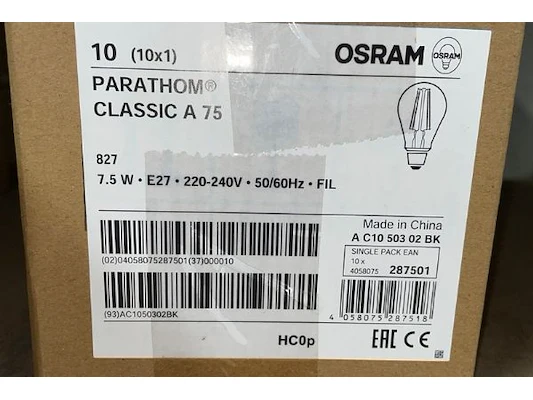 10 (10x1)
OSRAM
PARATHOM®
CLASSIC A 75
827
7.5 W • E27 • 220-240V • 50/60Hz • FIL
Made in China
A C10 503 02 BK
SINGLE PACK EAN
10 x
4058075 287501
(02)04058075287501(37)000010
(93)AC1050302BK
4 058075 287518
HC0p
EAC CE